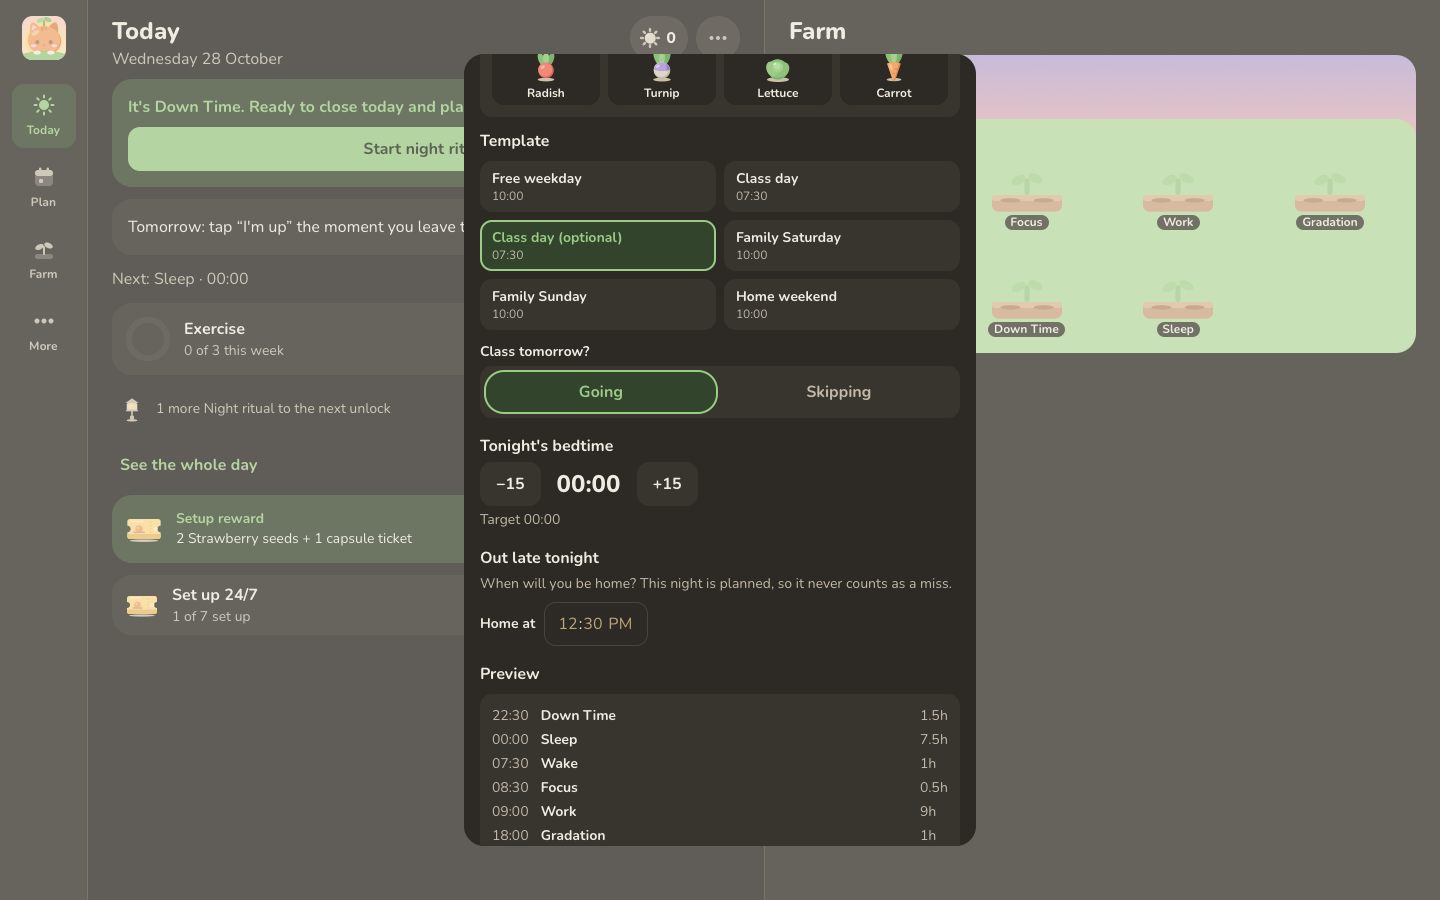 Today
Plan
Farm
More
Today
Wednesday 28 October
0
It's Down Time. Ready to close today and pla
Start night rit
Tomorrow: tap “I'm up” the moment you leave t
Next: Sleep · 00:00
Exercise
0 of 3 this week
1 more Night ritual to the next unlock
See the whole day
Setup reward
2 Strawberry seeds + 1 capsule ticket
Set up 24/7
1 of 7 set up
Radish
Turnip
Lettuce
Carrot
Template
Free weekday
10:00
Class day
07:30
Class day (optional)
07:30
Family Saturday
10:00
Family Sunday
10:00
Home weekend
10:00
Class tomorrow?
Going
Skipping
Tonight's bedtime
−15
00:00
+15
Target 00:00
Out late tonight
When will you be home? This night is planned, so it never counts as a miss.
Home at
12:30 PM
Preview
22:30 Down Time 1.5h
00:00 Sleep 7.5h
07:30 Wake 1h
08:30 Focus 0.5h
09:00 Work 9h
18:00 Gradation 1h
Farm
Focus
Work
Gradation
Down Time
Sleep